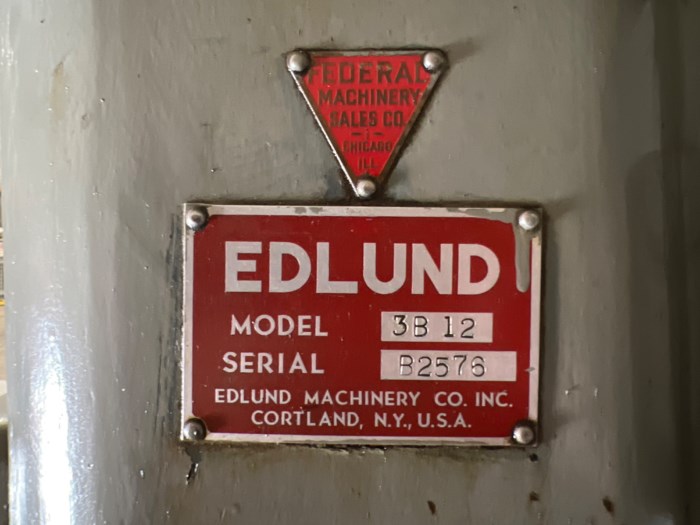 FEDERAL
MACHINERY
SALES CO.
CHICAGO
ILL.
EDLUND
MODEL 3B 12
SERIAL B2576
EDLUND MACHINERY CO. INC.
CORTLAND, N.Y., U.S.A.